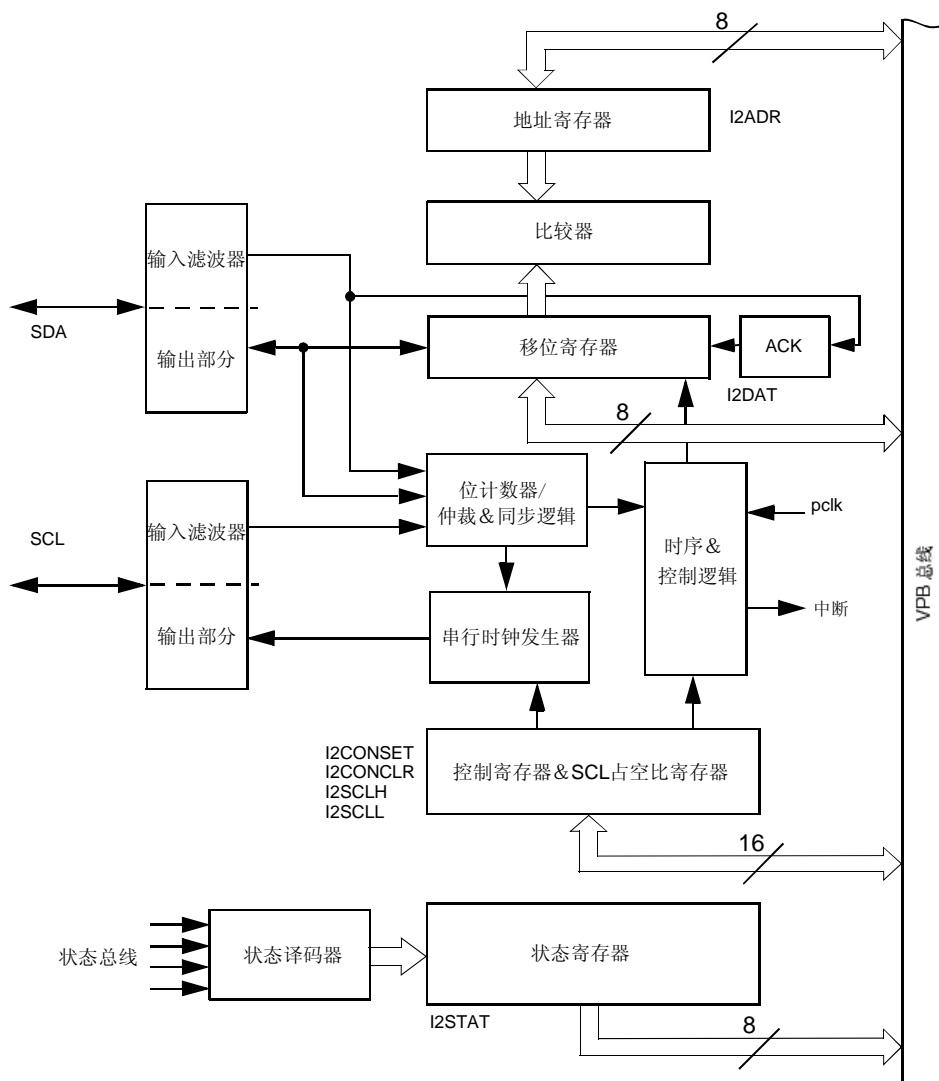 8
地址寄存器
I2ADR
比较器
输入滤波器
SDA
输出部分
移位寄存器
ACK
I2DAT
8
位计数器/
仲裁&同步逻辑
SCL
输入滤波器
输出部分
时序&
控制逻辑
pclk
中断
VPB 总线
串行时钟发生器
I2CONSET
I2CONCLR
I2SCLH
I2SCLL
控制寄存器&SCL占空比寄存器
16
状态总线
状态译码器
状态寄存器
I2STAT
8